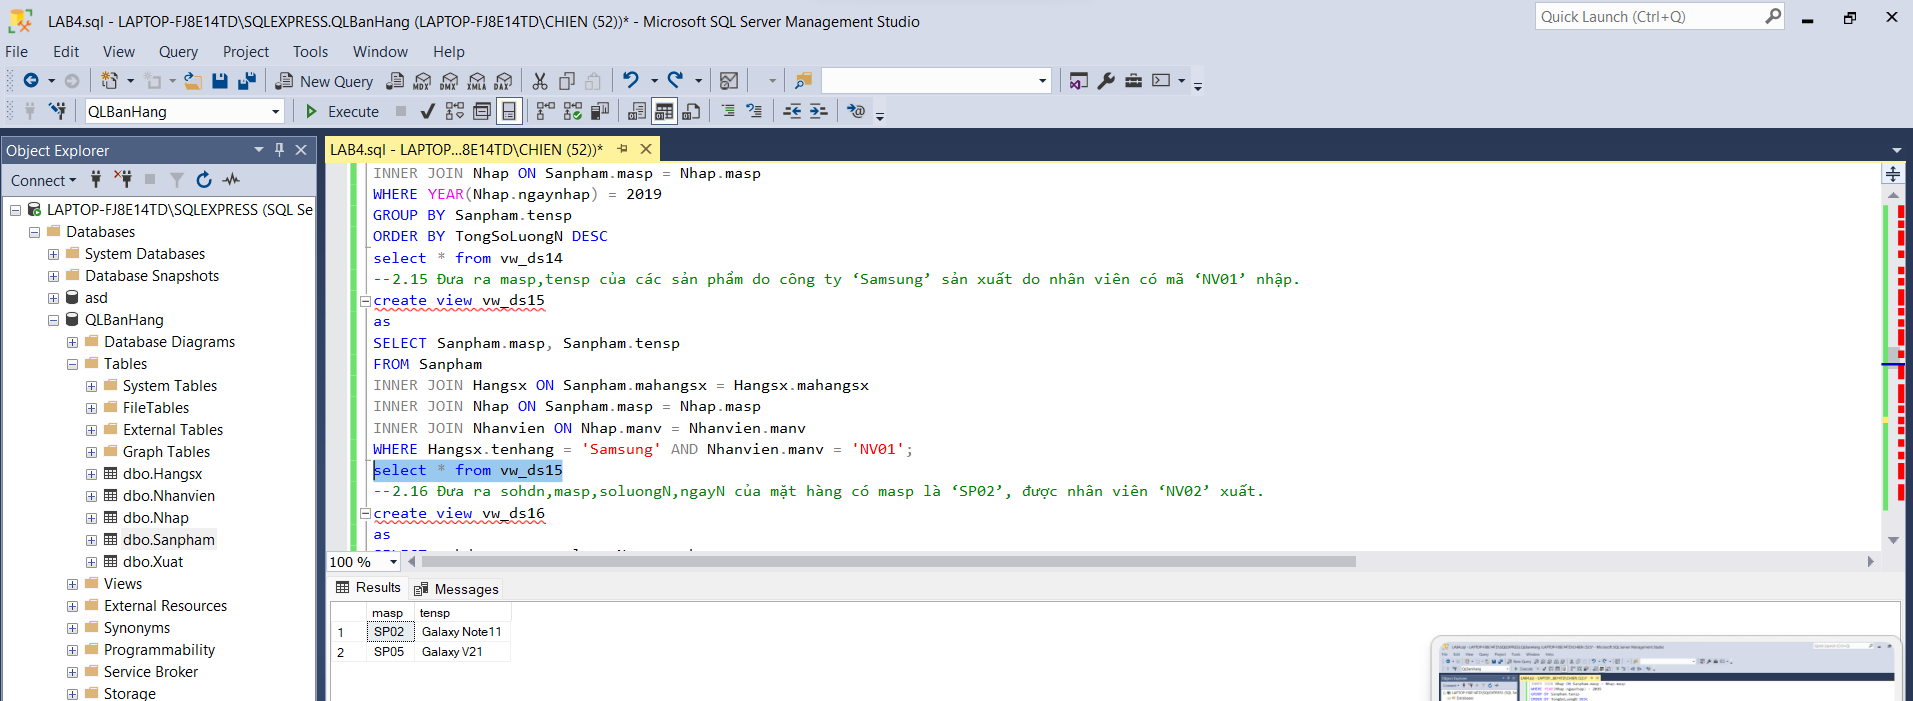 LAB4.sql - LAPTOP-FJ8E14TD\SQLEXPRESS.QLBanHang (LAPTOP-FJ8E14TD\CHIEN (52))* - Microsoft SQL Server Management Studio
Quick Launch (Ctrl+Q)
File Edit View Query Project Tools Window Help
New Query MDX DMX XMLA DAX
QLBanHang Execute
Object Explorer
Connect
LAPTOP-FJ8E14TD\SQLEXPRESS (SQL Se
Databases
System Databases
Database Snapshots
asd
QLBanHang
Database Diagrams
Tables
System Tables
FileTables
External Tables
Graph Tables
dbo.Hangsx
dbo.Nhanvien
dbo.Nhap
dbo.Sanpham
dbo.Xuat
Views
External Resources
Synonyms
Programmability
Service Broker
Storage
LAB4.sql - LAPTOP...8E14TD\CHIEN (52))*
INNER JOIN Nhap ON Sanpham.masp = Nhap.masp
WHERE YEAR(Nhap.ngaynhap) = 2019
GROUP BY Sanpham.tensp
ORDER BY TongSoLuongN DESC
select * from vw_ds14
--2.15 Đưa ra masp,tensp của các sản phẩm do công ty ‘Samsung’ sản xuất do nhân viên có mã ‘NV01’ nhập.
create view vw_ds15
as
SELECT Sanpham.masp, Sanpham.tensp
FROM Sanpham
INNER JOIN Hangsx ON Sanpham.mahangsx = Hangsx.mahangsx
INNER JOIN Nhap ON Sanpham.masp = Nhap.masp
INNER JOIN Nhanvien ON Nhap.manv = Nhanvien.manv
WHERE Hangsx.tenhang = 'Samsung' AND Nhanvien.manv = 'NV01';
select * from vw_ds15
--2.16 Đưa ra sohdn,masp,soluongN,ngayN của mặt hàng có masp là ‘SP02’, được nhân viên ‘NV02’ xuất.
create view vw_ds16
as
100 %
Results Messages
masp tensp
1 SP02 Galaxy Note11
2 SP05 Galaxy V21